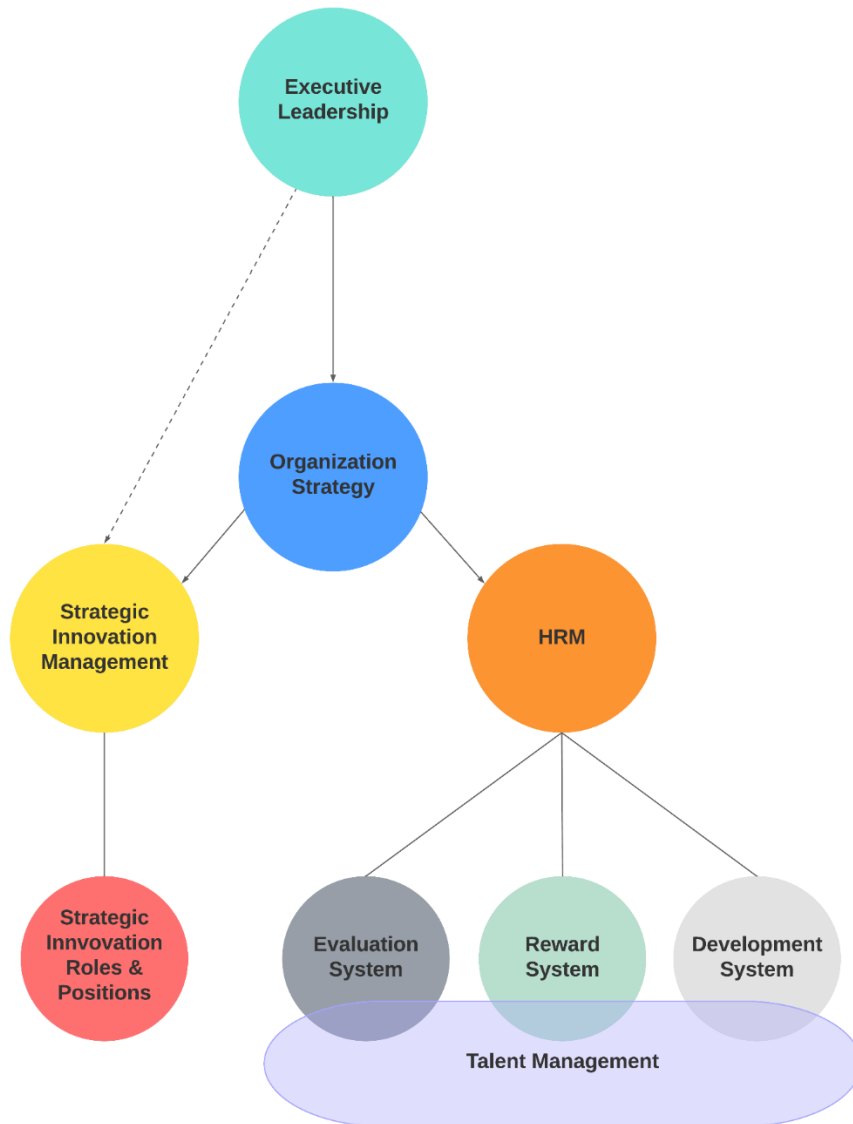 Executive
Leadership
Organization
Strategy
Strategic
Innovation
Management
HRM
Strategic
Innvovation
Roles &
Positions
Evaluation
System
Reward
System
Development
System
Talent Management